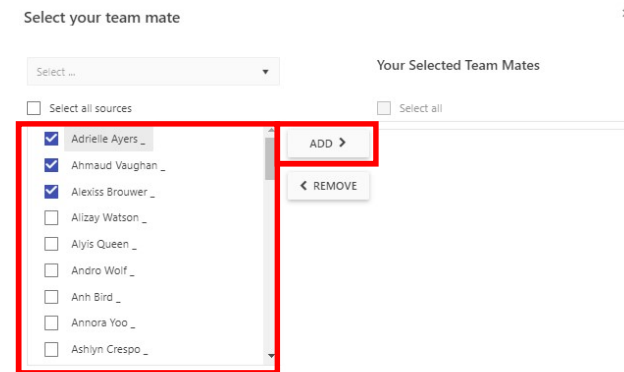 Select your team mate
Select ...
Your Selected Team Mates
Select all sources
Select all
Adrielle Ayers _
Ahmaud Vaughan _
Alexiss Brouwer _
Alizay Watson _
Alyis Queen _
Andro Wolf _
Anh Bird _
Annora Yoo _
Ashlyn Crespo _
ADD
REMOVE